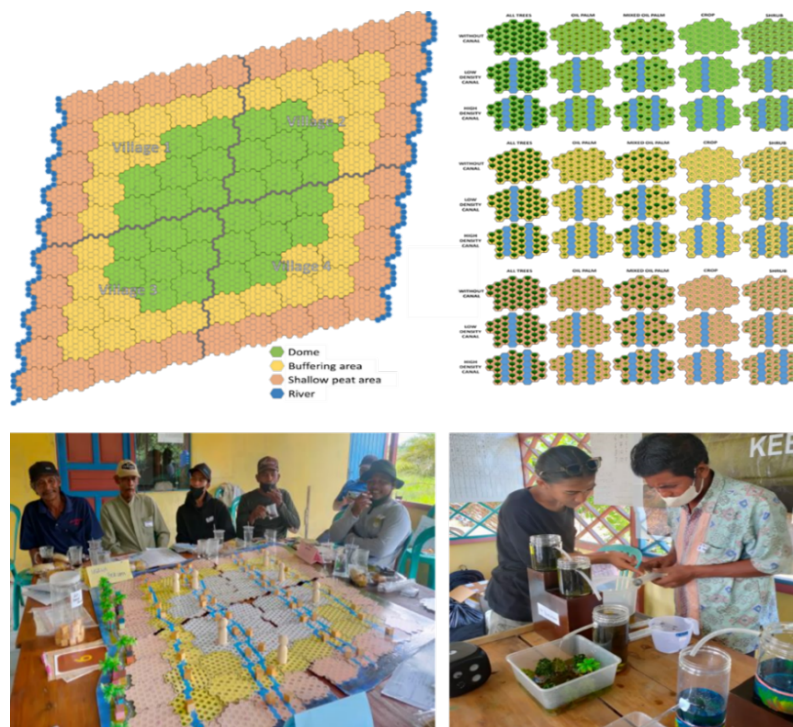 Village 1
Village 2
Village 3
Village 4
Dome
Buffering area
Shallow peat area
River
ALL TREES OIL PALM MIXED OIL PALM CROP SHRUB
WITHOUT CANAL
LOW DENSITY CANAL
HIGH DENSITY CANAL
ALL TREES OIL PALM MIXED OIL PALM CROP SHRUB
WITHOUT CANAL
LOW DENSITY CANAL
HIGH DENSITY CANAL
ALL TREES OIL PALM MIXED OIL PALM CROP SHRUB
WITHOUT CANAL
LOW DENSITY CANAL
HIGH DENSITY CANAL
KEE